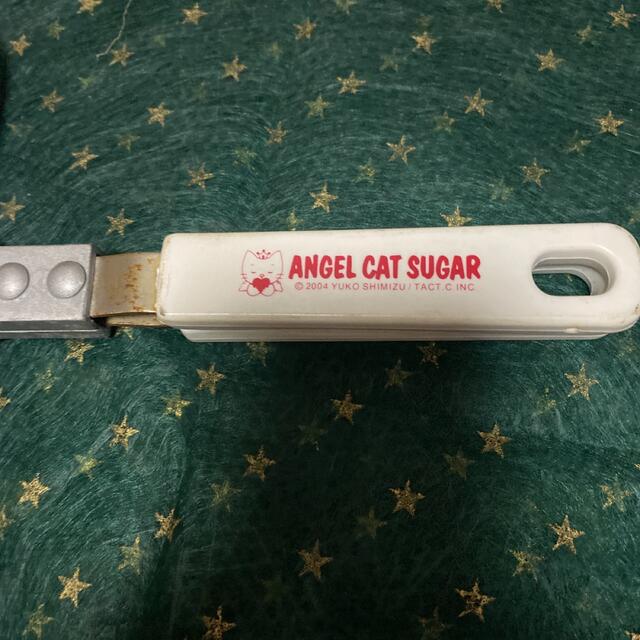 ANGEL CAT SUGAR
© 2004 YUKO SHIMIZU / TACT.C INC.